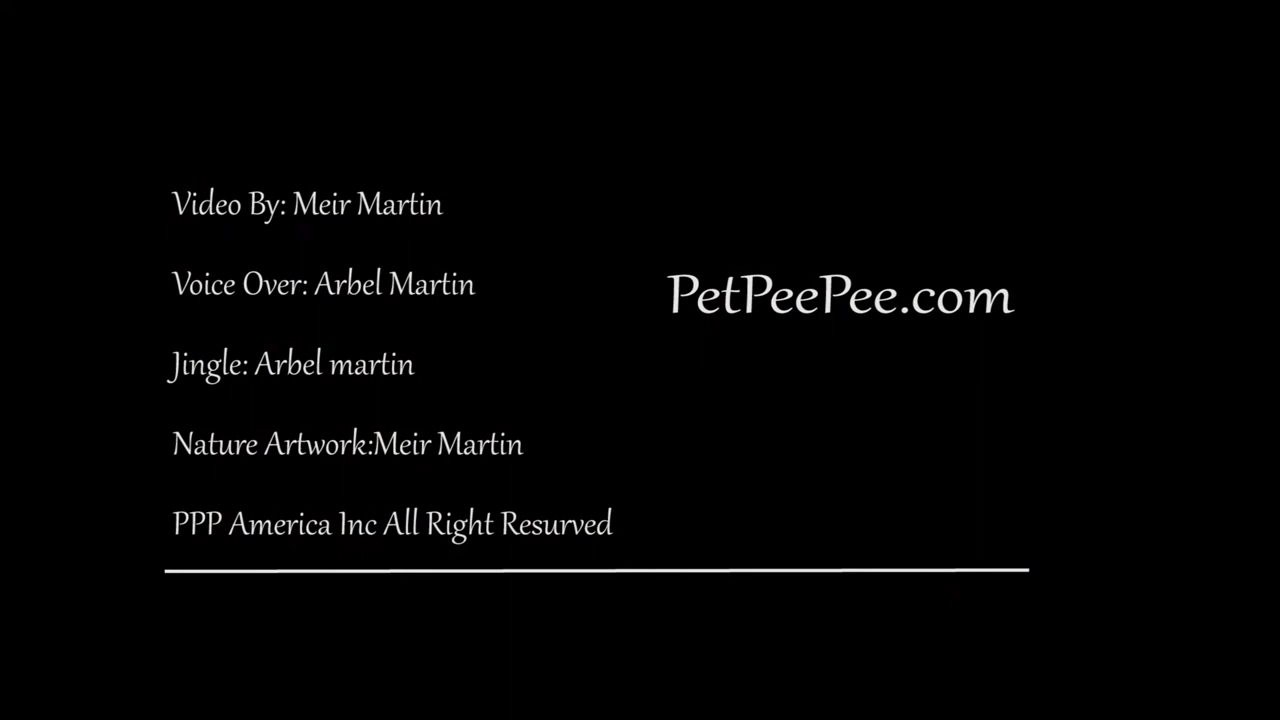 Video By: Meir Martin
Voice Over: Arbel Martin
PetPeePee.com
Jingle: Arbel martin
Nature Artwork:Meir Martin
PPP America Inc All Right Resurved